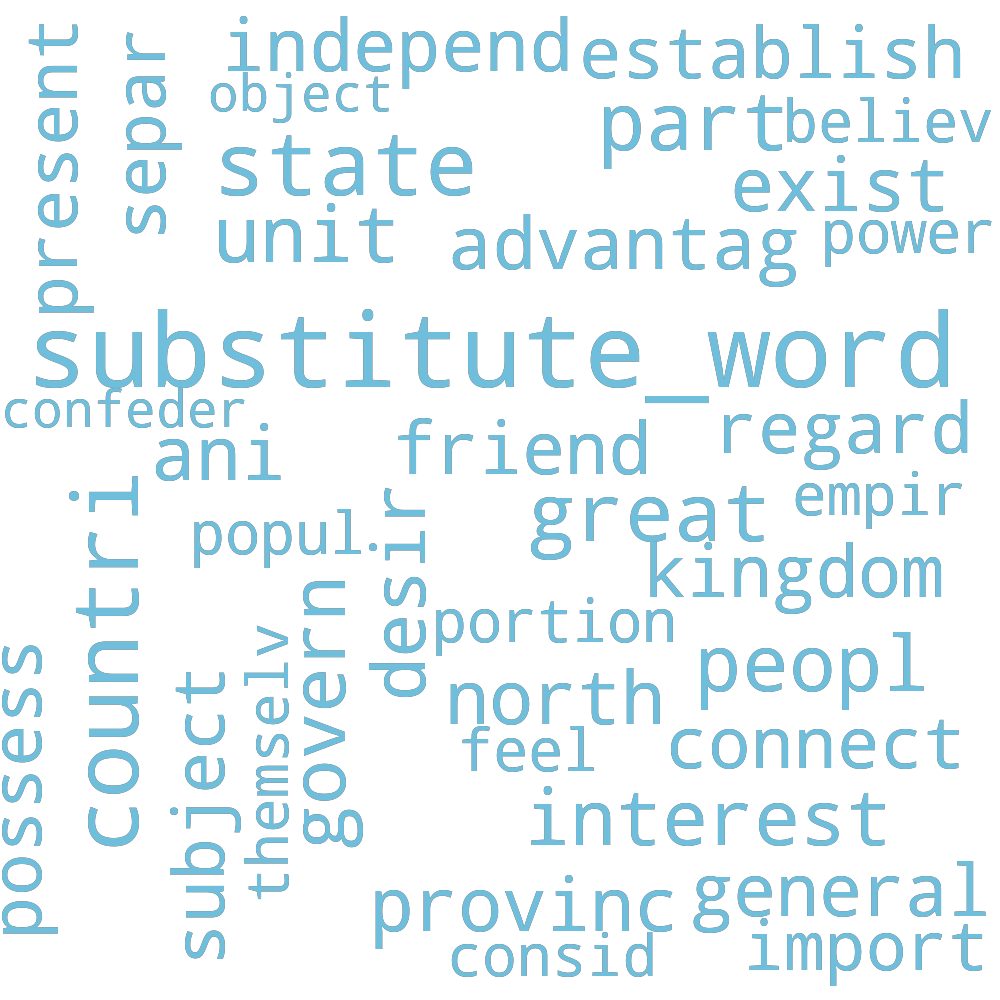 independ
establish
present
separ
object
part
believ
state
exist
unit
advantag
power
substitute_word
confeder
ani
friend
regard
great
empir
countri
popul
desir
kingdom
govern
portion
themselv
peopl
possess
subject
north
feel
connect
interest
provinc
general
consid
import